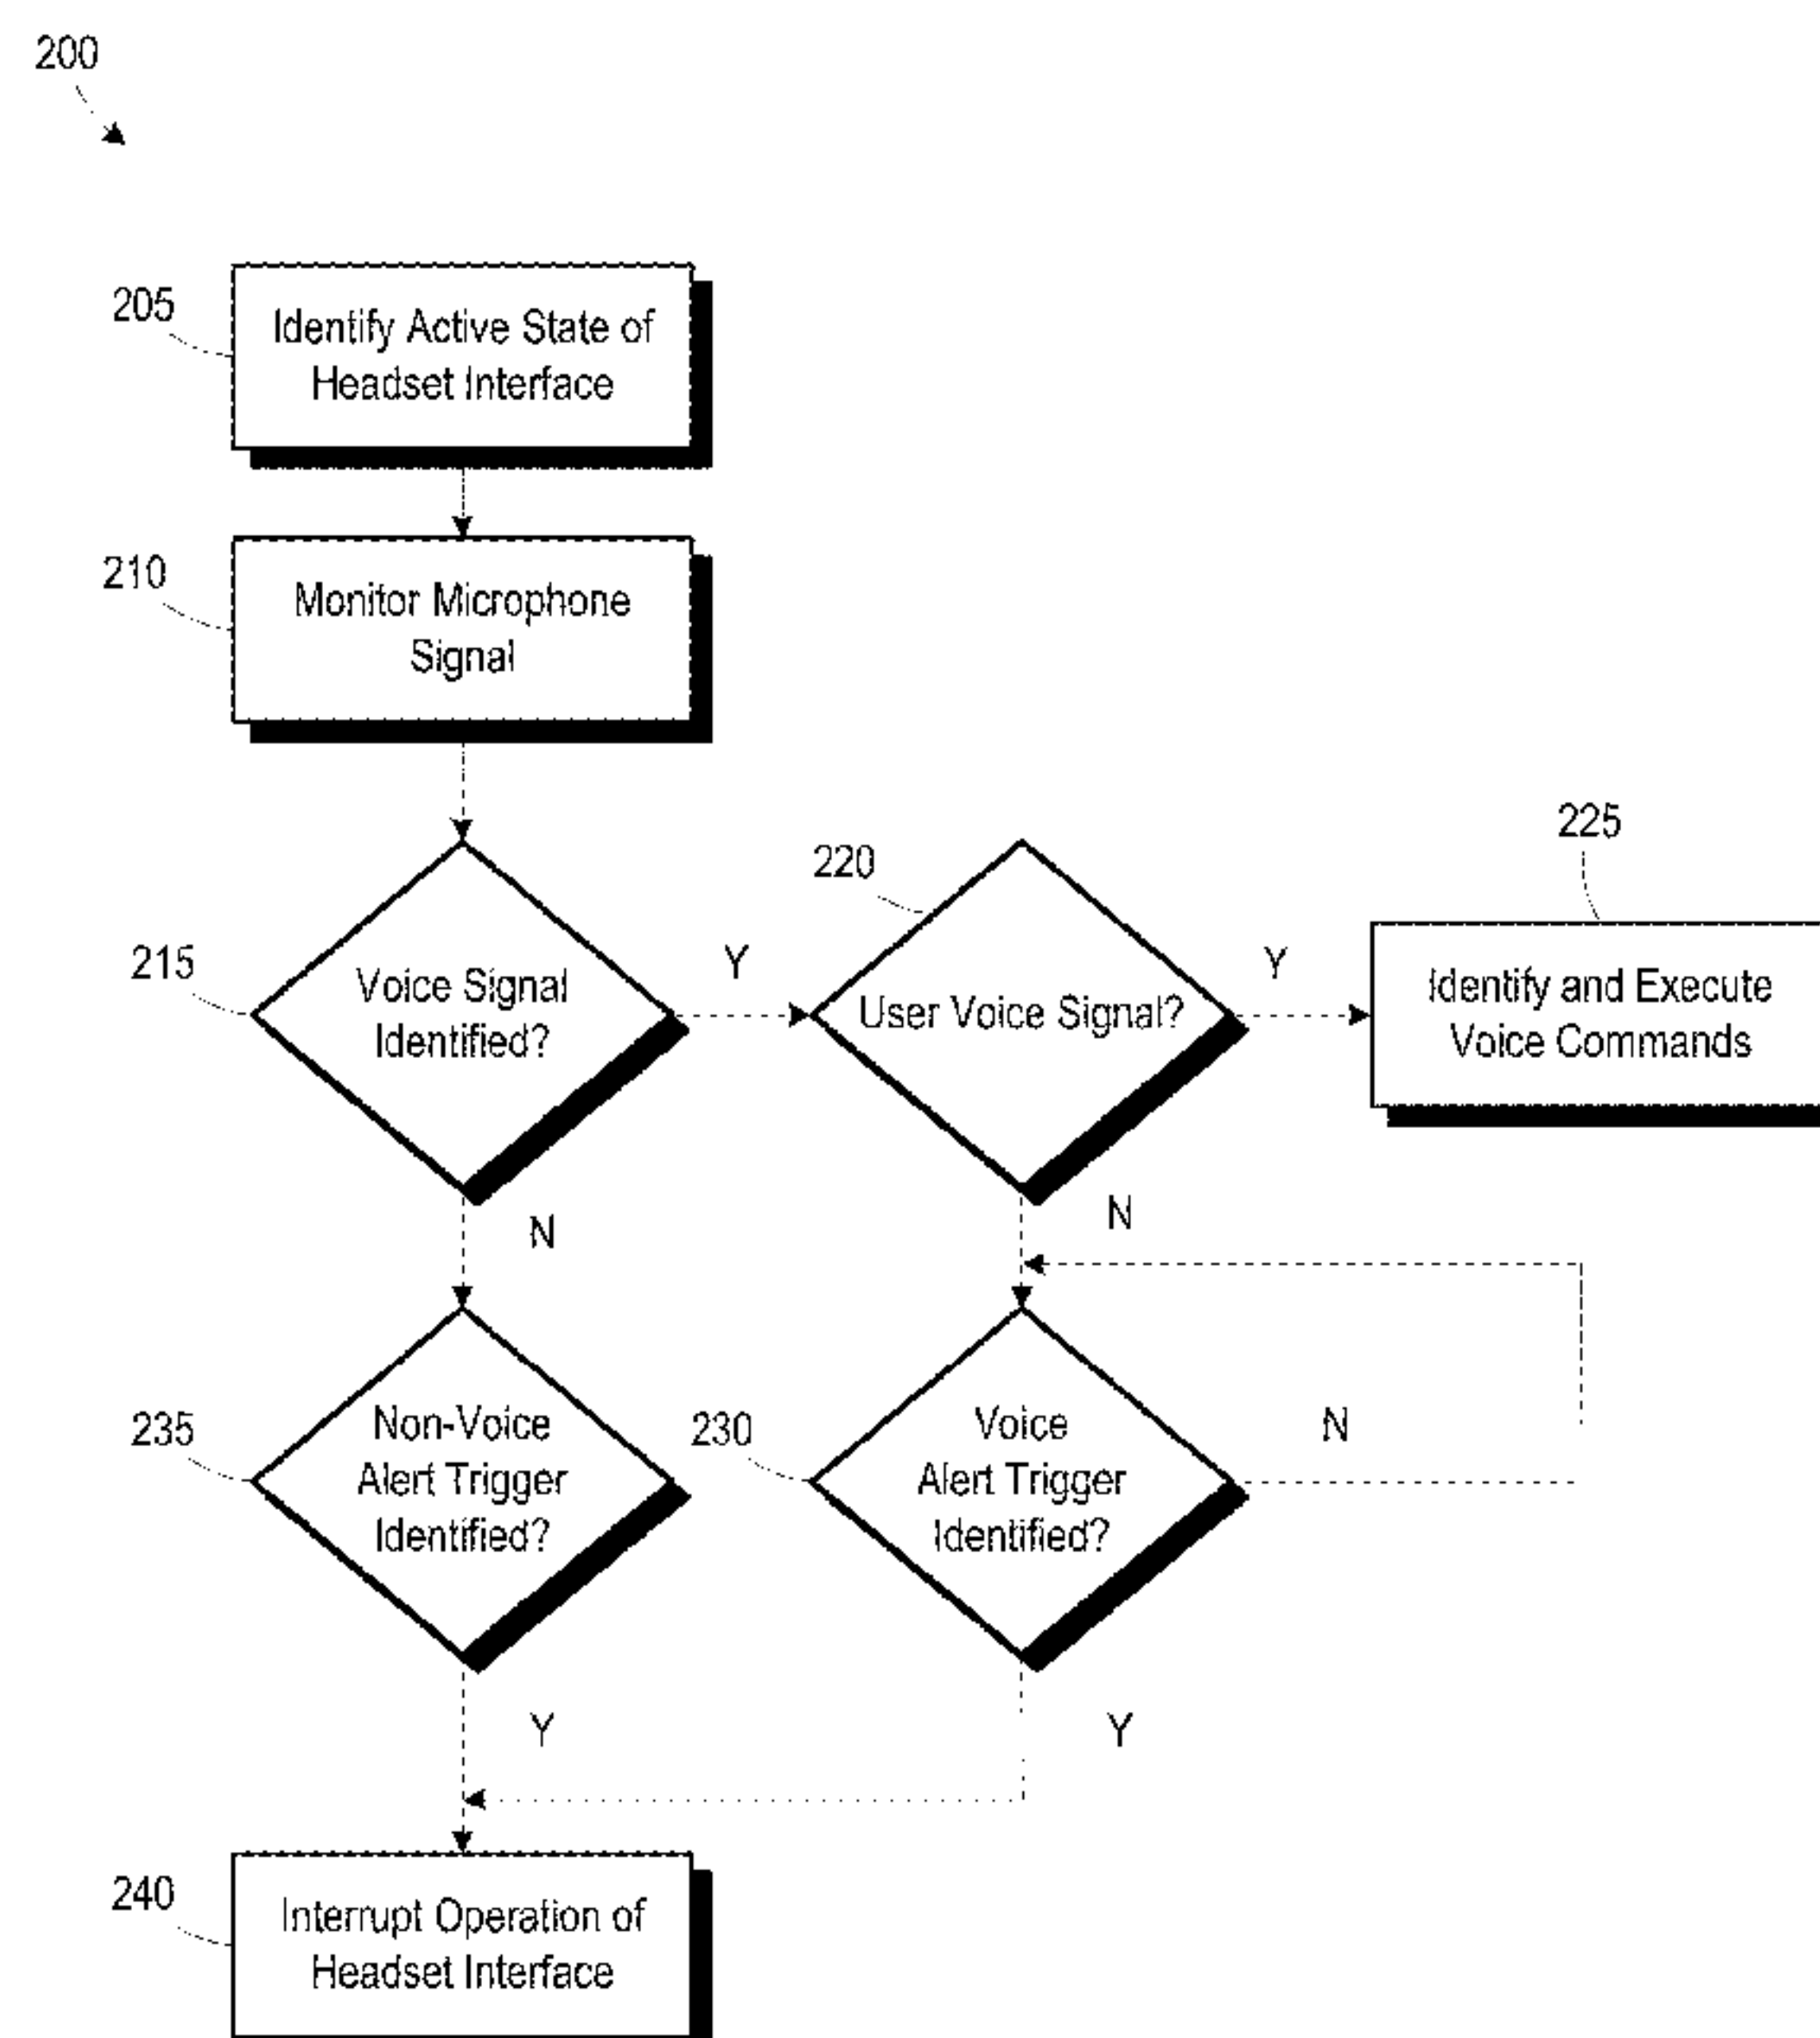 200
205
Identify Active State of
Headset Interface
210
Monitor Microphone
Signal
215
Voice Signal
Identified?
Y
220
User Voice Signal?
Y
225
Identify and Execute
Voice Commands
N
N
235
Non-Voice
Alert Trigger
Identified?
230
Voice
Alert Trigger
Identified?
N
Y
Y
240
Interrupt Operation of
Headset Interface